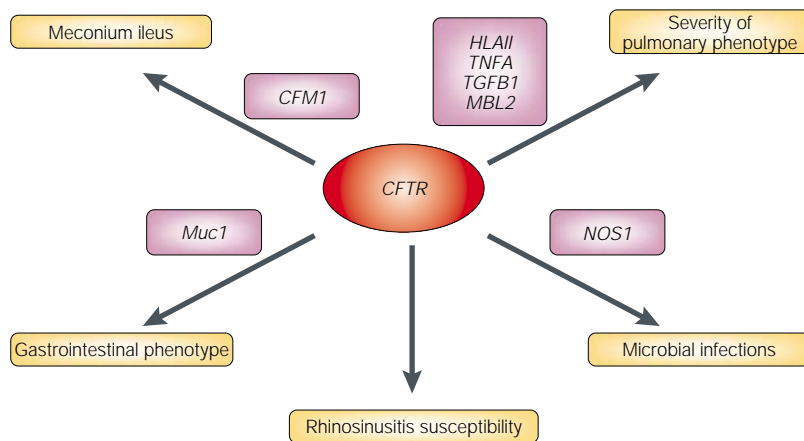 Meconium ileus
HLAII
TNFA
TGFB1
MBL2
Severity of
pulmonary phenotype
CFM1
CFTR
Muc1
NOS1
Gastrointestinal phenotype
Microbial infections
Rhinosinusitis susceptibility